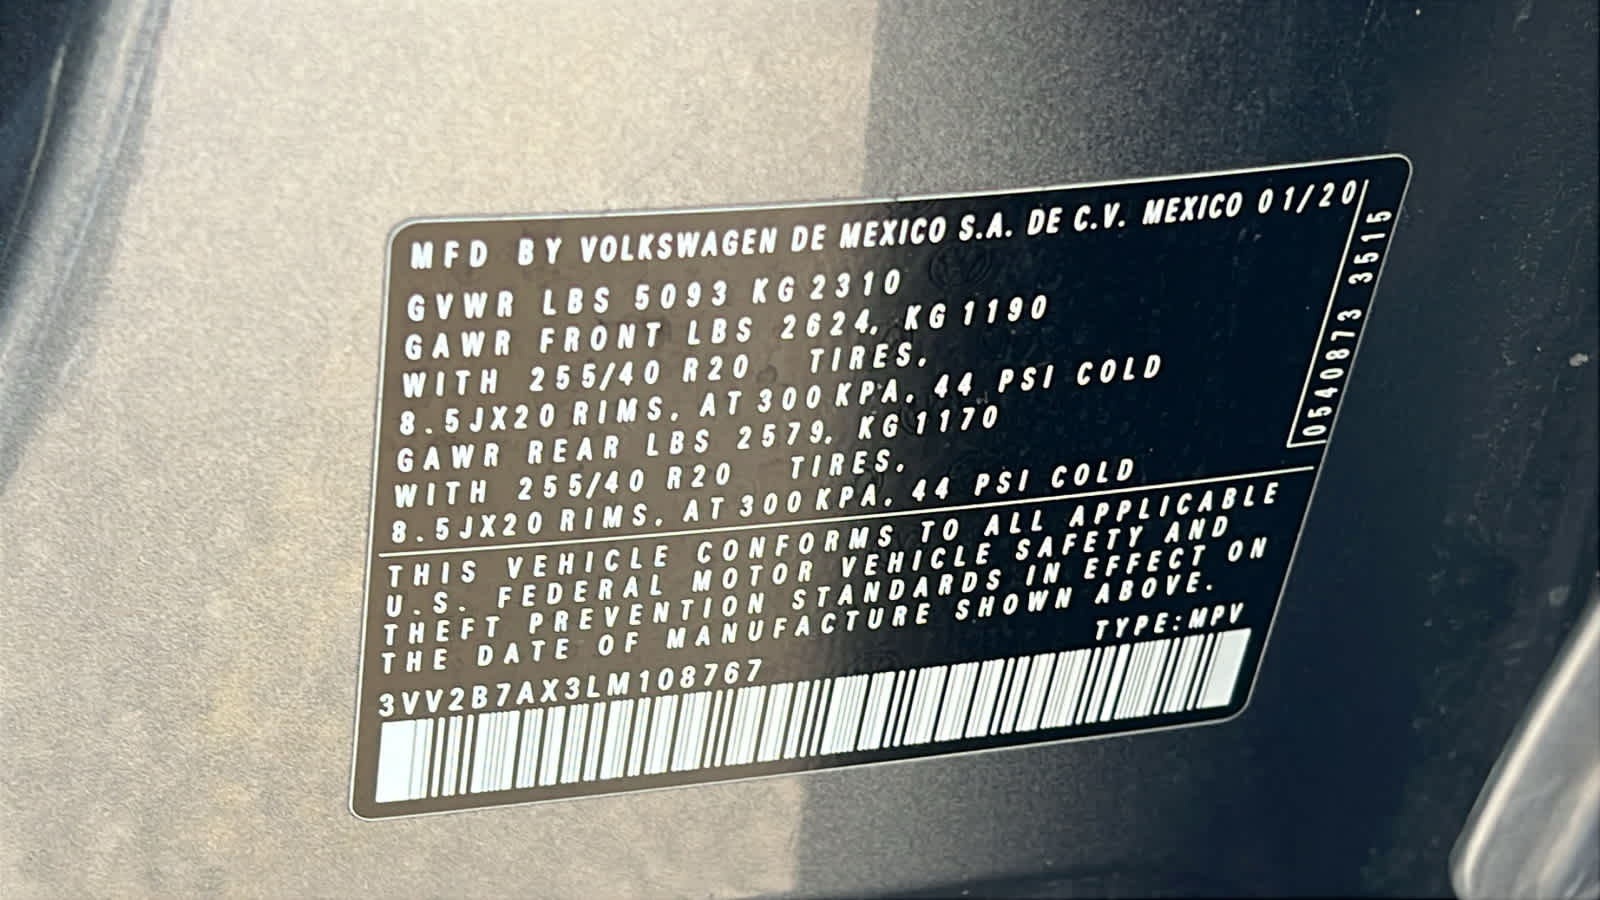 MFD BY VOLKSWAGEN DE MEXICO S.A. DE C.V. MEXICO 01/20
GVWR LBS 5093 KG 2310
GAWR FRONT LBS 2624, KG 1190
WITH 255/40 R20 TIRES,
8.5JX20 RIMS, AT 300 KPA, 44 PSI COLD
GAWR REAR LBS 2579, KG 1170
WITH 255/40 R20 TIRES,
8.5JX20 RIMS, AT 300 KPA, 44 PSI COLD
0540873 3515
THIS VEHICLE CONFORMS TO ALL APPLICABLE
U.S. FEDERAL MOTOR VEHICLE SAFETY AND
THEFT PREVENTION STANDARDS IN EFFECT ON
THE DATE OF MANUFACTURE SHOWN ABOVE.
TYPE:MPV
3VV2B7AX3LM108767